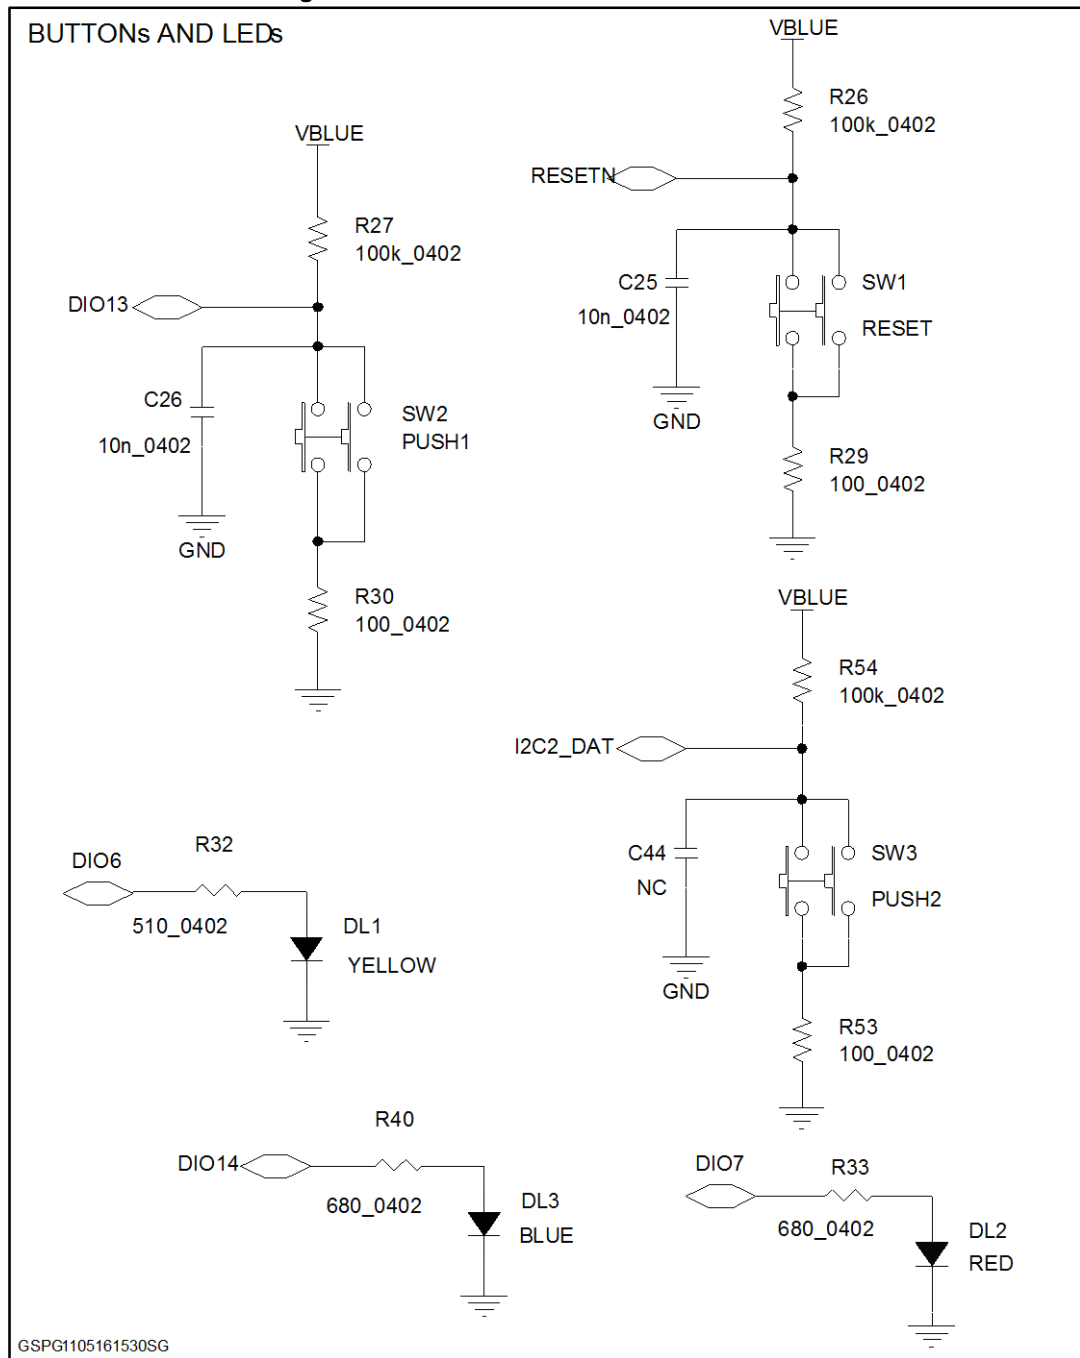 BUTTONs AND LEDs
VBLUE
R26
100k_0402
RESETN
C25
10n_0402
SW1
RESET
GND
R29
100_0402
VBLUE
R27
100k_0402
DIO13
C26
10n_0402
SW2
PUSH1
GND
R30
100_0402
VBLUE
R54
100k_0402
I2C2_DAT
C44
NC
SW3
PUSH2
GND
R53
100_0402
DIO6
R32
510_0402
DL1
YELLOW
DIO14
R40
680_0402
DL3
BLUE
DIO7
R33
680_0402
DL2
RED
GSPG1105161530SG